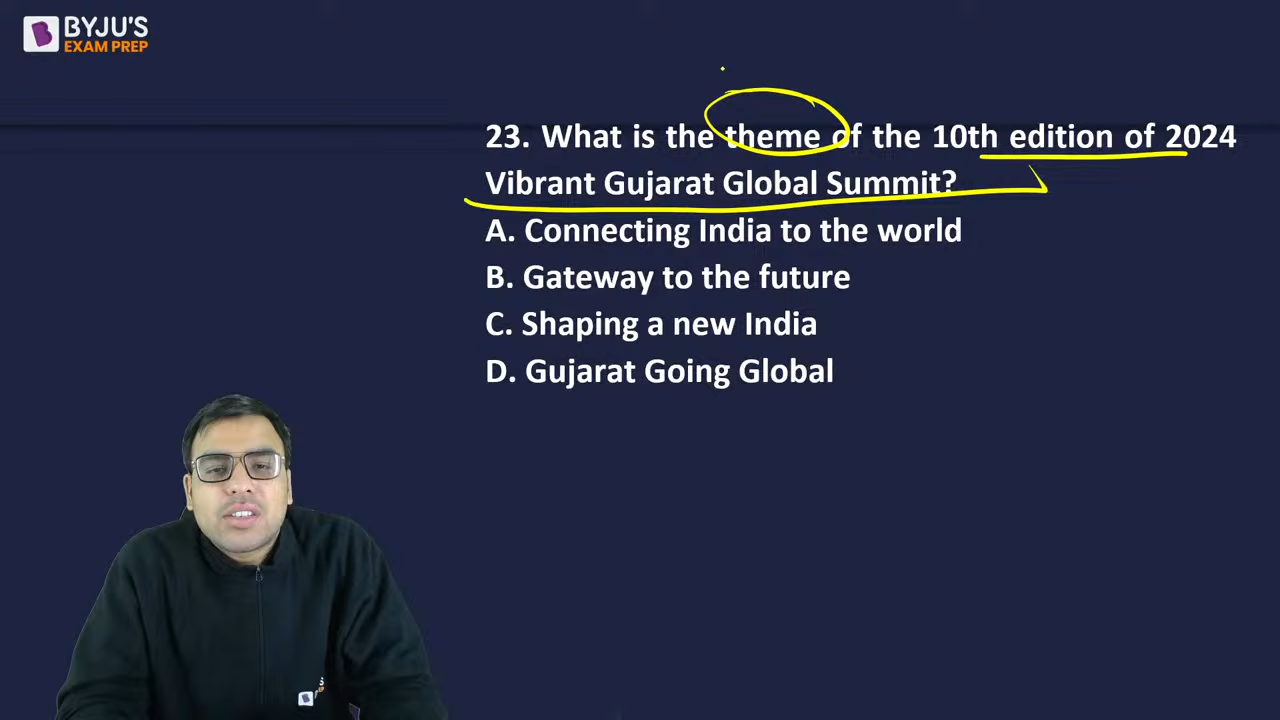 BYJU'S
EXAM PREP
23. What is the theme of the 10th edition of 2024
Vibrant Gujarat Global Summit?
A. Connecting India to the world
B. Gateway to the future
C. Shaping a new India
D. Gujarat Going Global